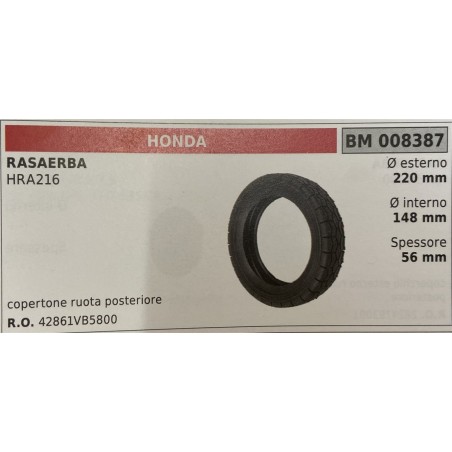 HONDA
BM 008387
RASAERBA
HRA216
Ø esterno
220 mm
Ø interno
148 mm
Spessore
56 mm
copertone ruota posteriore
R.O. 42861VB5800